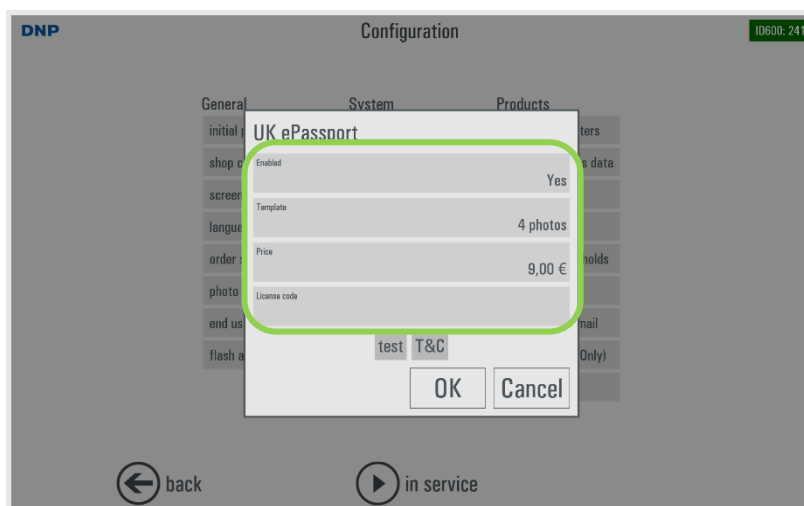 DNP
Configuration
ID600: 241
General System Products
initial ters
UK ePassport
shop s data
Enabled
Yes
screen
Template
langua
4 photos
order holds
Price
9,00 €
photo
License code
end us mail
flash a Only)
test T&C
OK Cancel
back in service